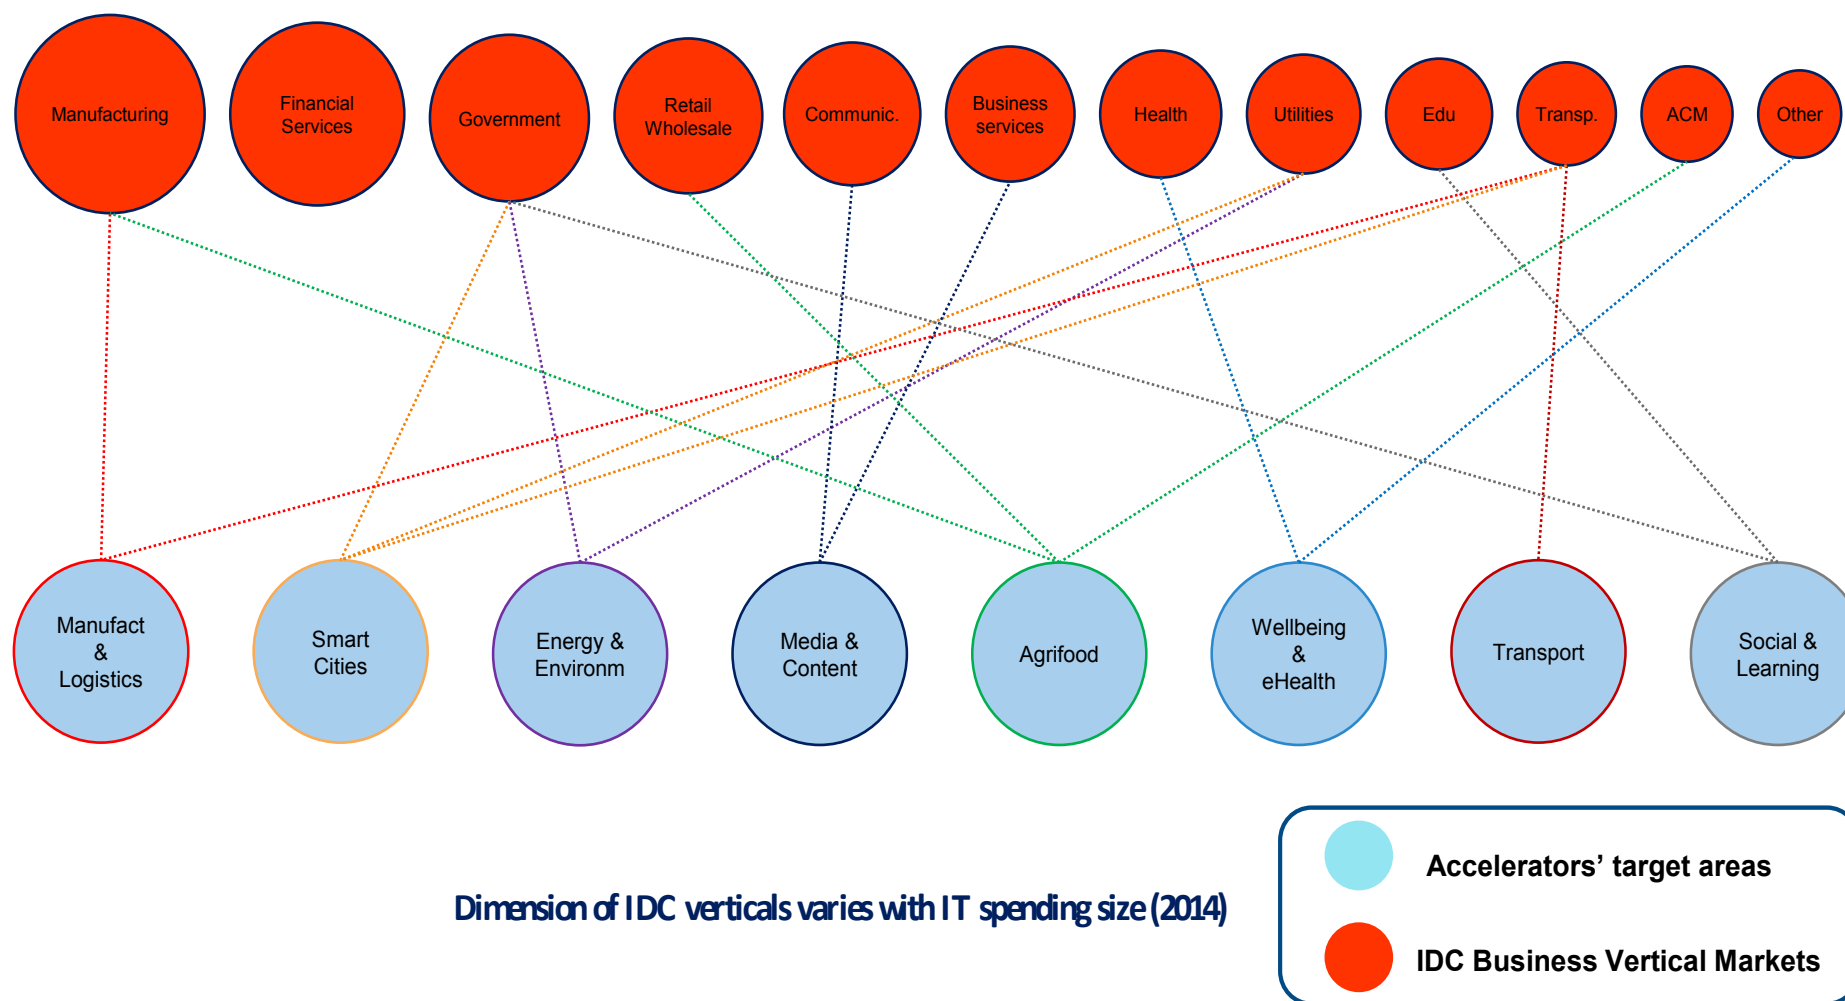 Manufacturing
Financial
Services
Government
Retail
Wholesale
Communic.
Business
services
Health
Utilities
Edu
Transp.
ACM
Other
Manufact
&
Logistics
Smart
Cities
Energy &
Environm
Media &
Content
Agrifood
Wellbeing
&
eHealth
Transport
Social &
Learning
Accelerators’ target areas
Dimension of IDC verticals varies with IT spending size (2014)
IDC Business Vertical Markets